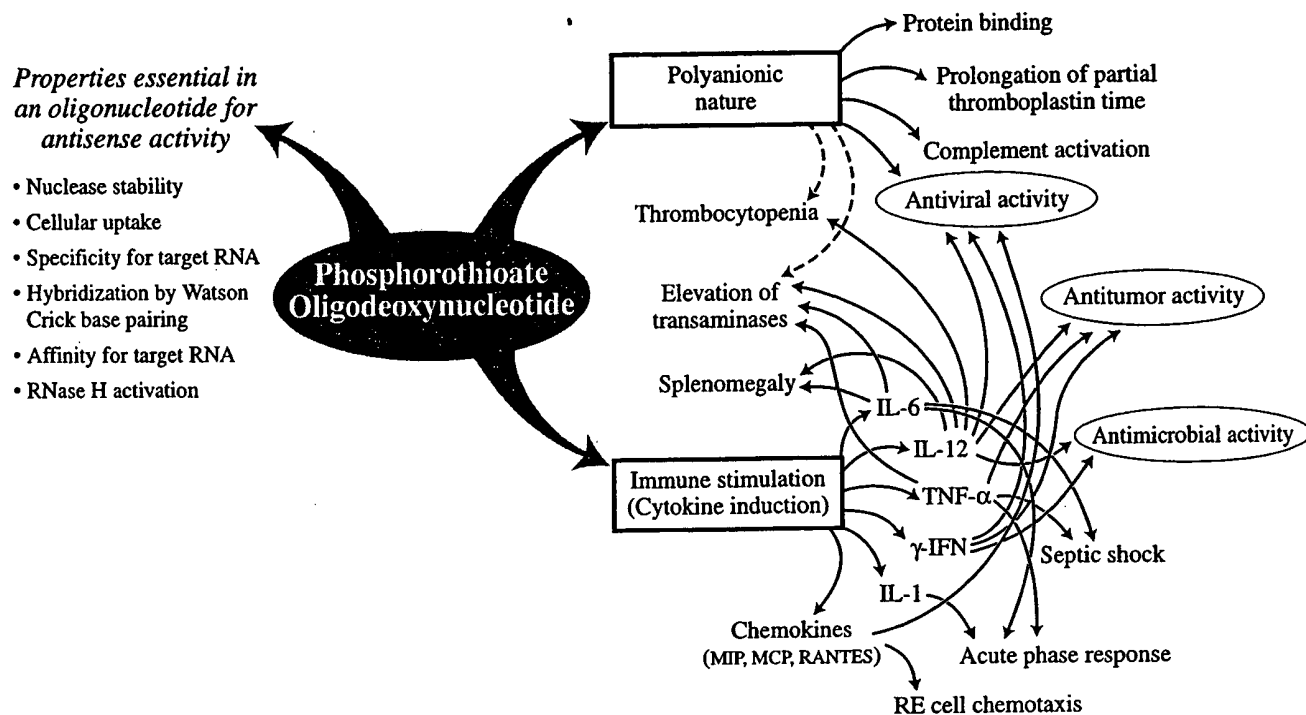 Properties essential in
an oligonucleotide for
antisense activity
• Nuclease stability
• Cellular uptake
• Specificity for target RNA
• Hybridization by Watson
Crick base pairing
• Affinity for target RNA
• RNase H activation
Phosphorothioate
Oligodeoxynucleotide
Polyanionic
nature
Protein binding
Prolongation of partial
thromboplastin time
Complement activation
Antiviral activity
Thrombocytopenia
Elevation of
transaminases
Splenomegaly
Antitumor activity
Antimicrobial activity
Immune stimulation
(Cytokine induction)
IL-6
IL-12
TNF-α
γ-IFN
IL-1
Septic shock
Chemokines
(MIP, MCP, RANTES)
Acute phase response
RE cell chemotaxis